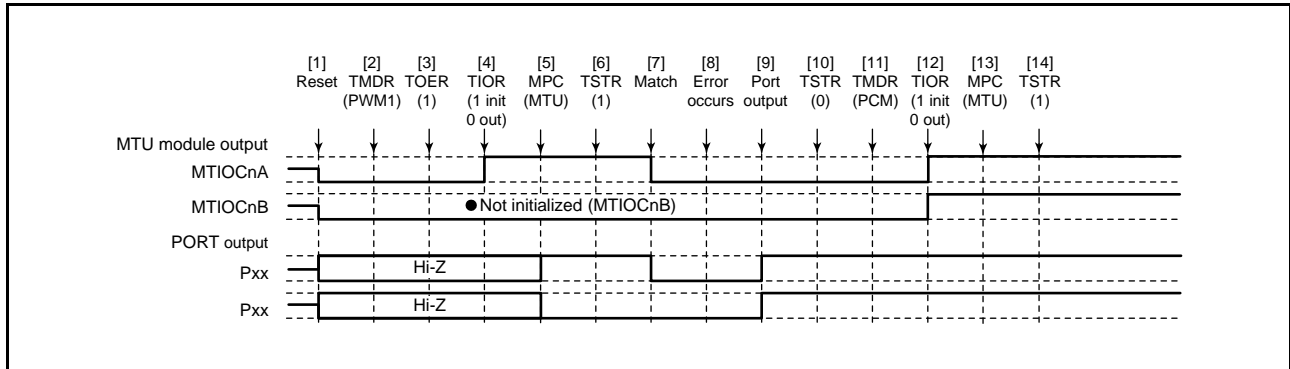 [1] [2] [3] [4] [5] [6] [7] [8] [9] [10] [11] [12] [13] [14]
Reset TMDR TOER TIOR MPC TSTR Match Error Port TSTR TMDR TIOR MPC TSTR
(PWM1) (1) (1 init (MTU) (1) occurs output (0) (PCM) (1 init (MTU) (1)
0 out) 0 out)
MTU module output
MTIOCnA
MTIOCnB ●Not initialized (MTIOCnB)
PORT output
Pxx Hi-Z
Pxx Hi-Z